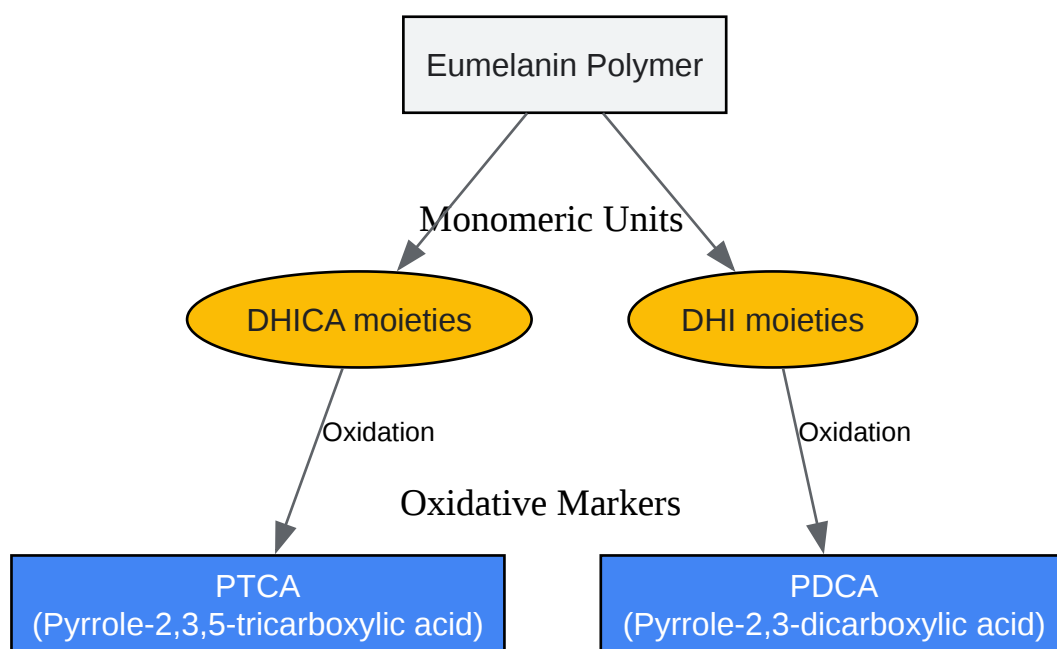 Eumelanin Polymer
Monomeric Units
DHICA moieties
DHI moieties
Oxidation
Oxidation
Oxidative Markers
PTCA
(Pyrrole-2,3,5-tricarboxylic acid)
PDCA
(Pyrrole-2,3-dicarboxylic acid)